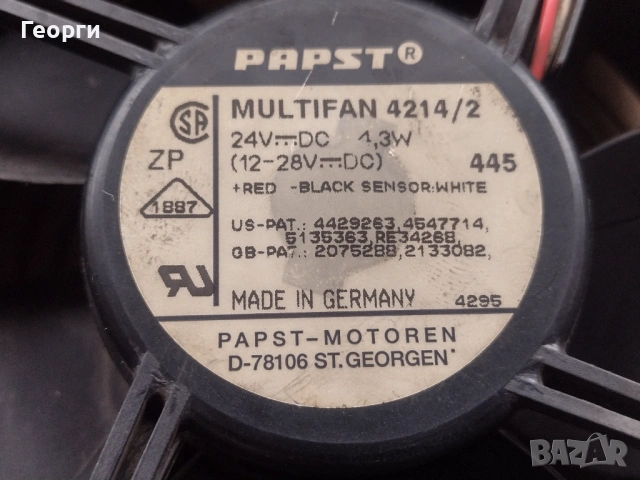 Георги
PAPST®
MULTIFAN 4214/2
24V⎓DC 4,3W
(12-28V⎓DC)
445
ZP
+RED -BLACK SENSOR:WHITE
1887
US-PAT.: 4429263,4547714,
5135363,RE34268,
GB-PAT.: 2075288,2133082,
MADE IN GERMANY
4295
PAPST-MOTOREN
D-78106 ST.GEORGEN
BAZAR